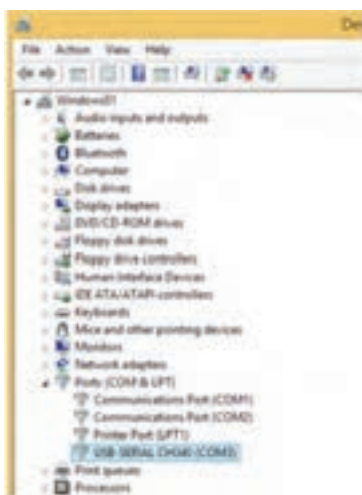 De
File Action View Help
Windows81
Audio inputs and outputs
Batteries
Bluetooth
Computer
Disk drives
Display adapters
DVD/CD-ROM drives
Floppy disk drives
Floppy drive controllers
Human Interface Devices
IDE ATA/ATAPI controllers
Keyboards
Mice and other pointing devices
Monitors
Network adapters
Ports (COM & LPT)
Communications Port (COM1)
Communications Port (COM2)
Printer Port (LPT1)
USB-SERIAL CH340 (COM3)
Print queues
Processors